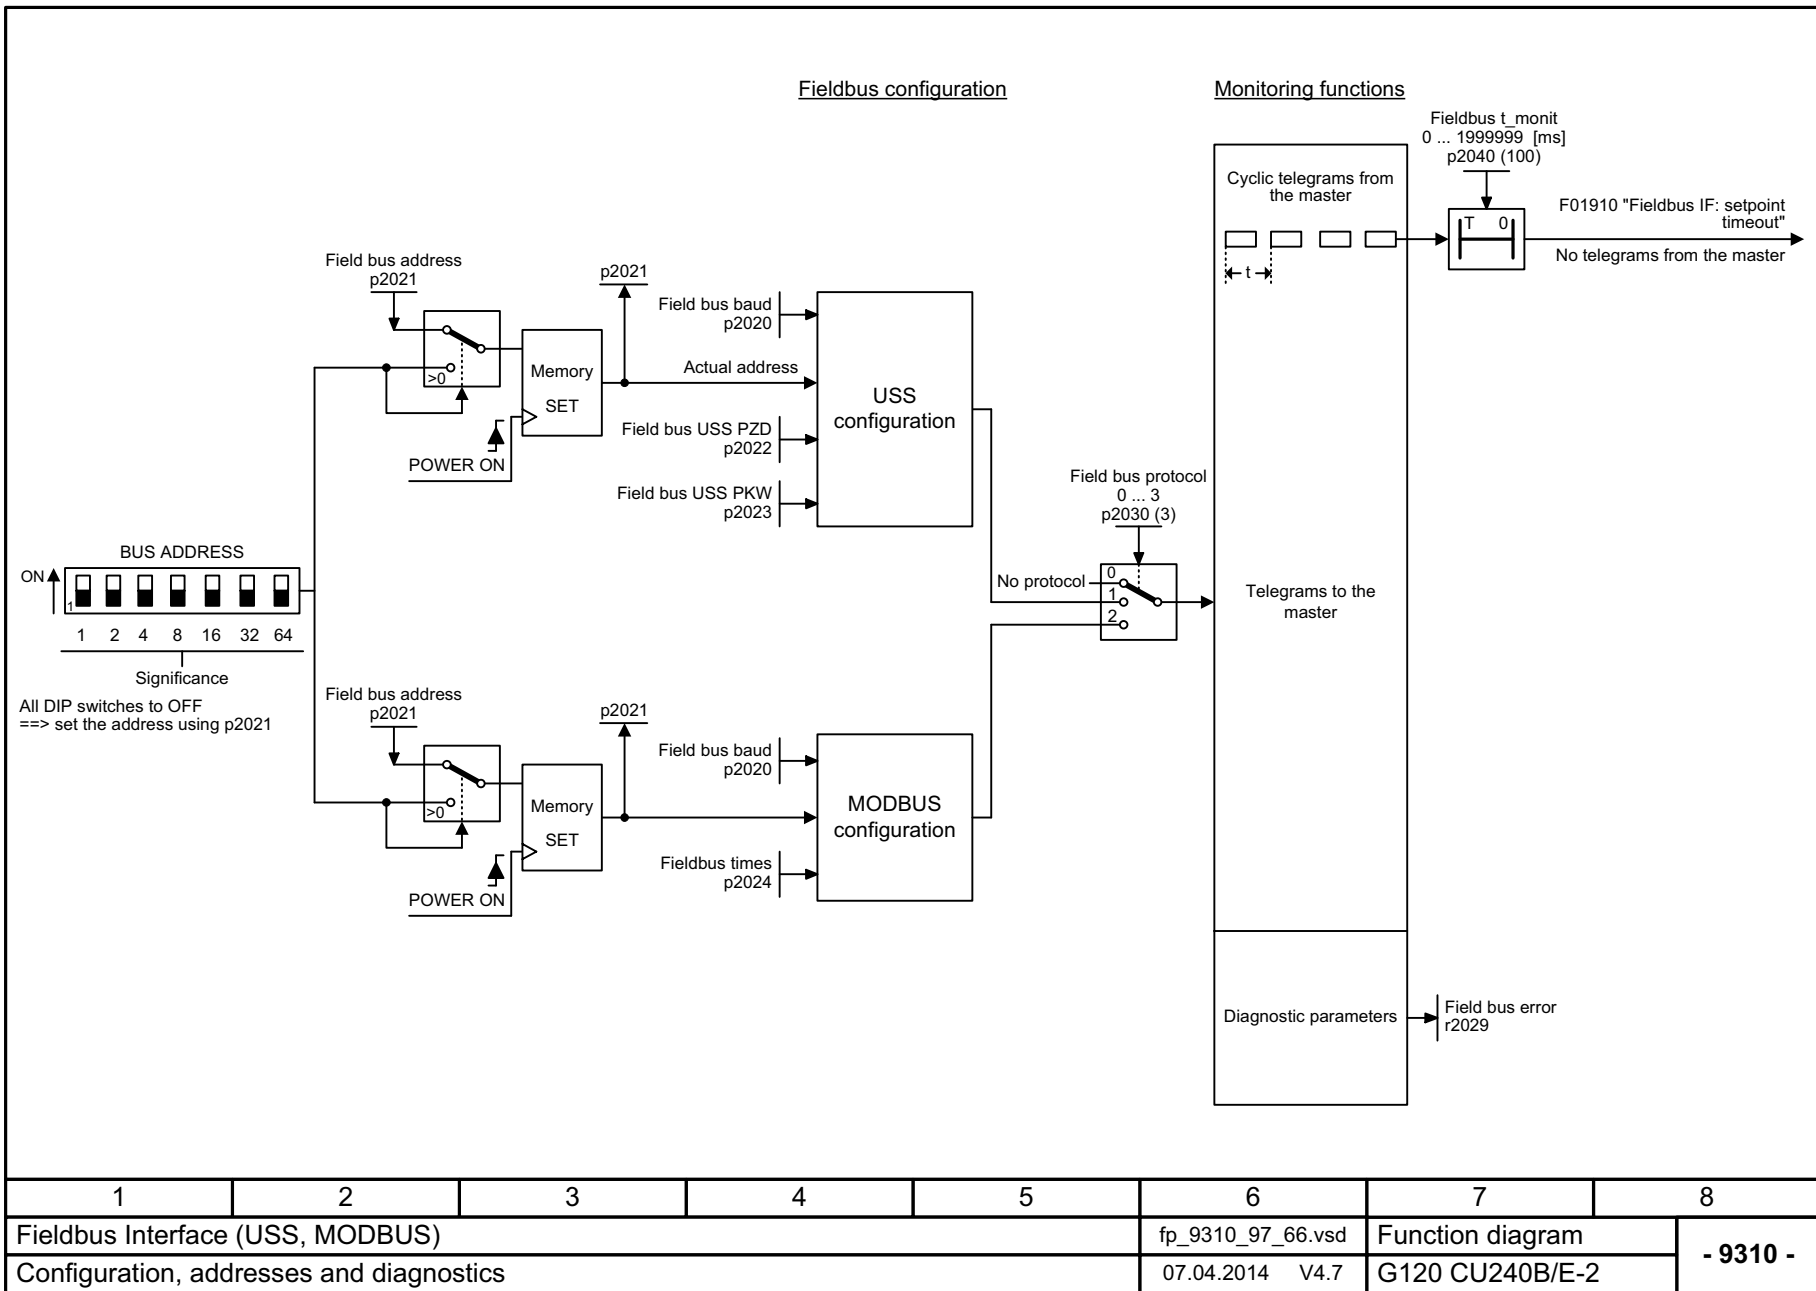 Fieldbus configuration
Monitoring functions
Fieldbus t_monit
0 ... 1999999 [ms]
p2040 (100)
Cyclic telegrams from
the master
T 0
F01910 "Fieldbus IF: setpoint
timeout"
No telegrams from the master
t
Field bus address
p2021
p2021
>0
Memory
SET
POWER ON
Field bus baud
p2020
Actual address
Field bus USS PZD
p2022
Field bus USS PKW
p2023
USS
configuration
Field bus protocol
0 ... 3
p2030 (3)
No protocol
0
1
2
Telegrams to the
master
BUS ADDRESS
ON
1
1 2 4 8 16 32 64
Significance
All DIP switches to OFF
==> set the address using p2021
Field bus address
p2021
p2021
>0
Memory
SET
POWER ON
Field bus baud
p2020
Fieldbus times
p2024
MODBUS
configuration
Diagnostic parameters
Field bus error
r2029
1 2 3 4 5 6 7 8
Fieldbus Interface (USS, MODBUS)
fp_9310_97_66.vsd
Function diagram
- 9310 -
Configuration, addresses and diagnostics
07.04.2014 V4.7
G120 CU240B/E-2